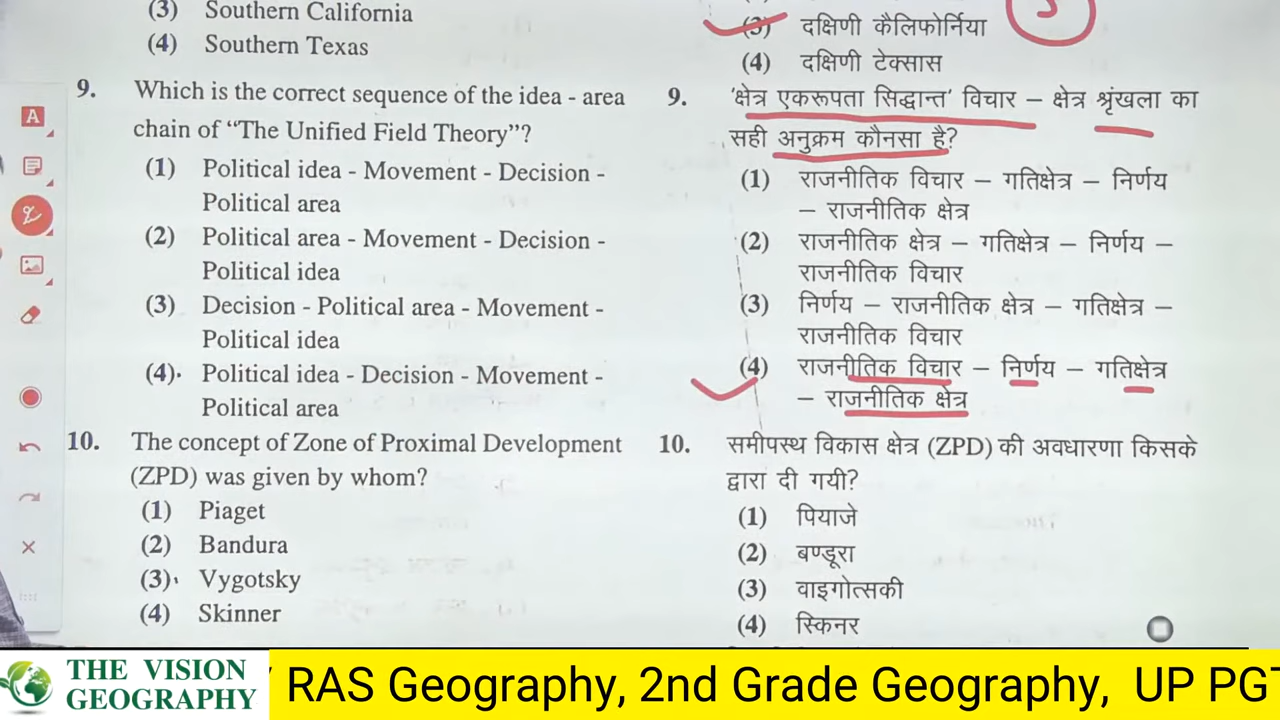 (3) Southern California
(4) Southern Texas
9. Which is the correct sequence of the idea - area
chain of “The Unified Field Theory”?
(1) Political idea - Movement - Decision -
Political area
(2) Political area - Movement - Decision -
Political idea
(3) Decision - Political area - Movement -
Political idea
(4) Political idea - Decision - Movement -
Political area
10. The concept of Zone of Proximal Development
(ZPD) was given by whom?
(1) Piaget
(2) Bandura
(3) Vygotsky
(4) Skinner
(3) दक्षिणी कैलिफोर्निया
(4) दक्षिणी टेक्सास
9. 'क्षेत्र एकरूपता सिद्धान्त' विचार – क्षेत्र श्रृंखला का
सही अनुक्रम कौनसा है?
(1) राजनीतिक विचार – गतिक्षेत्र – निर्णय
– राजनीतिक क्षेत्र
(2) राजनीतिक क्षेत्र – गतिक्षेत्र – निर्णय –
राजनीतिक विचार
(3) निर्णय – राजनीतिक क्षेत्र – गतिक्षेत्र –
राजनीतिक विचार
(4) राजनीतिक विचार – निर्णय – गतिक्षेत्र
– राजनीतिक क्षेत्र
10. समीपस्थ विकास क्षेत्र (ZPD) की अवधारणा किसके
द्वारा दी गयी?
(1) पियाजे
(2) बण्डूरा
(3) वाइगोत्सकी
(4) स्किनर
THE VISION
GEOGRAPHY
RAS Geography, 2nd Grade Geography, UP PGT